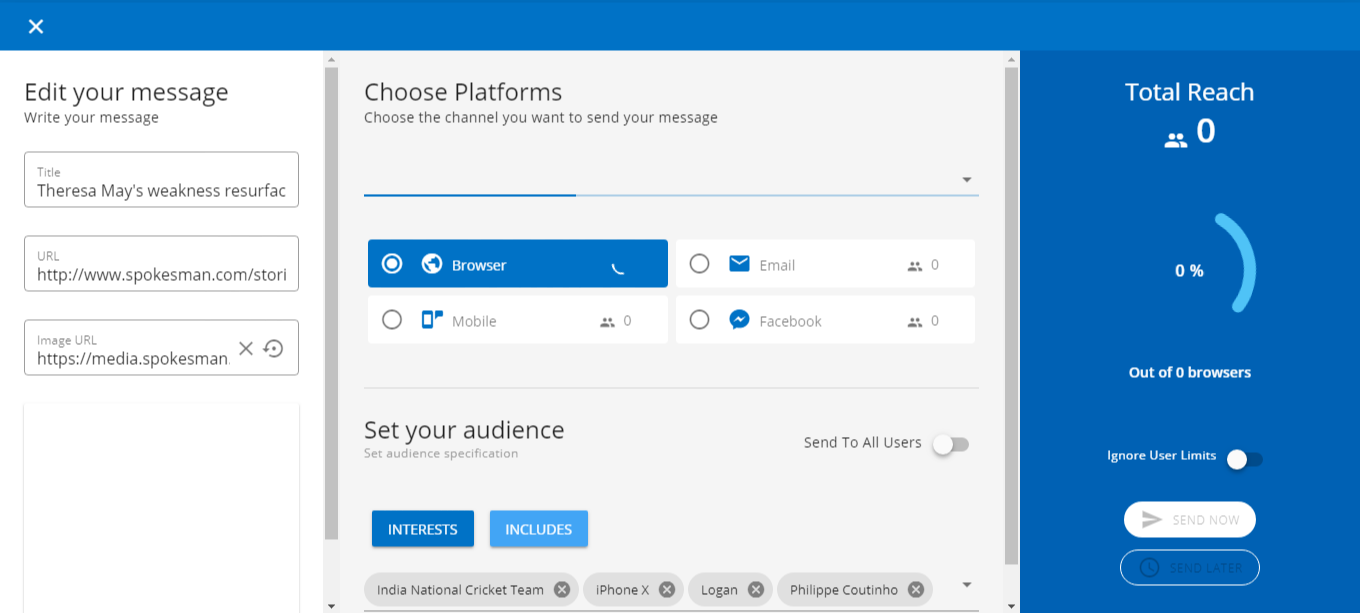 Edit your message
Write your message
Title
Theresa May's weakness resurfac
URL
http://www.spokesman.com/stori
Image URL
https://media.spokesman.
Choose Platforms
Choose the channel you want to send your message
Browser
Email 0
Mobile 0
Facebook 0
Set your audience
Set audience specification
Send To All Users
INTERESTS INCLUDES
India National Cricket Team iPhone X Logan Philippe Coutinho
Total Reach
0
0 %
Out of 0 browsers
Ignore User Limits
SEND NOW
SEND LATER